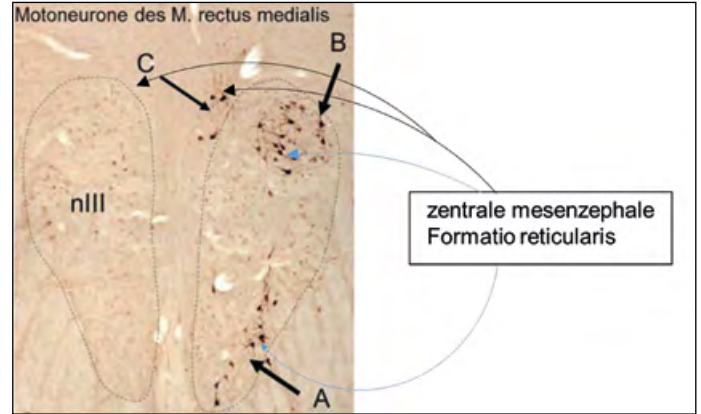 Motoneurone des M. rectus medialis
C
B
nIII
zentrale mesenzephale
Formatio reticularis
A